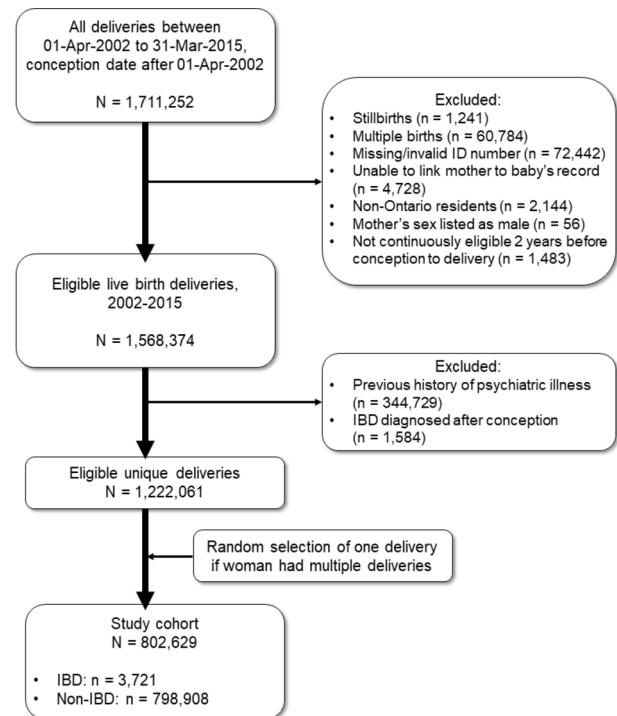 All deliveries between
01-Apr-2002 to 31-Mar-2015,
conception date after 01-Apr-2002
N = 1,711,252
Excluded:
• Stillbirths (n = 1,241)
• Multiple births (n = 60,784)
• Missing/invalid ID number (n = 72,442)
• Unable to link mother to baby's record
(n = 4,728)
• Non-Ontario residents (n = 2,144)
• Mother's sex listed as male (n = 56)
• Not continuously eligible 2 years before
conception to delivery (n = 1,483)
Eligible live birth deliveries,
2002-2015
N = 1,568,374
Excluded:
• Previous history of psychiatric illness
(n = 344,729)
• IBD diagnosed after conception
(n = 1,584)
Eligible unique deliveries
N = 1,222,061
Random selection of one delivery
if woman had multiple deliveries
Study cohort
N = 802,629
• IBD: n = 3,721
• Non-IBD: n = 798,908